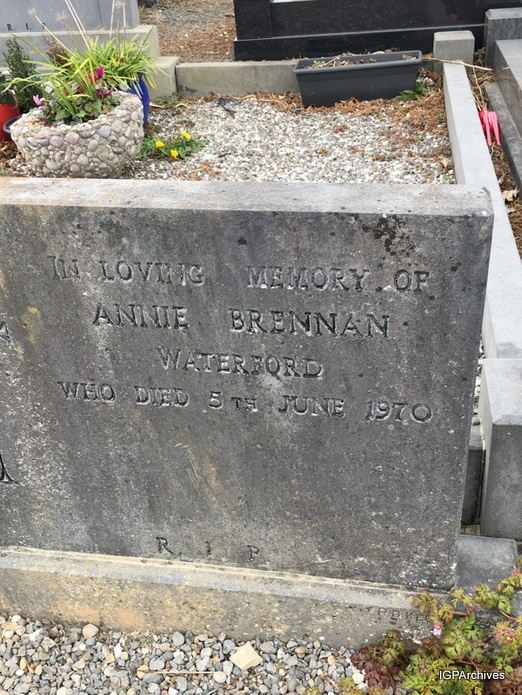 IN LOVING MEMORY OF
ANNIE BRENNAN
WATERFORD
WHO DIED 5TH JUNE 1970
R. I. P.
IGPArchives